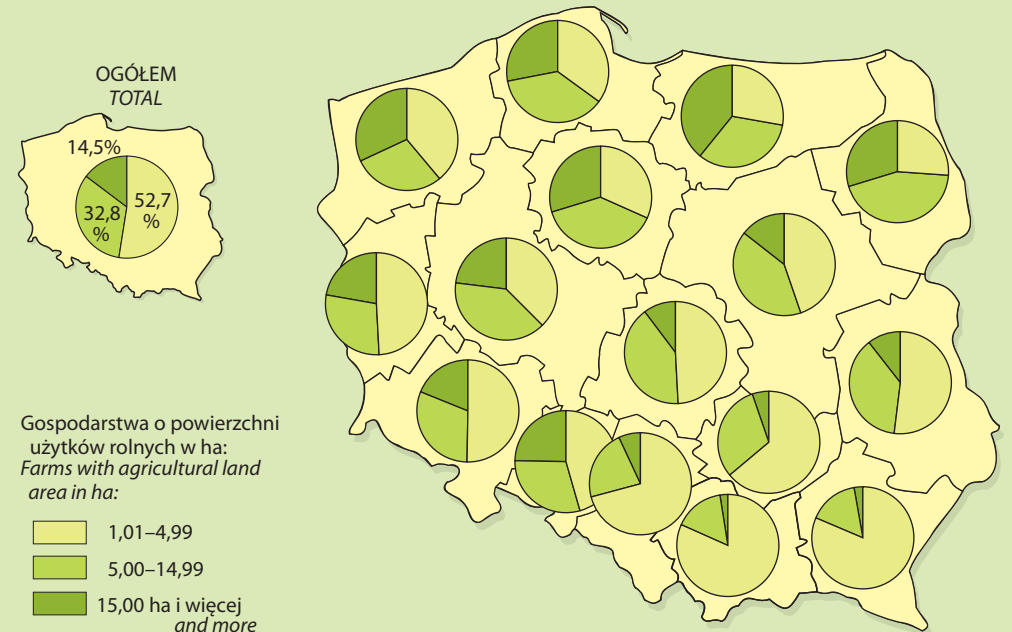 OGÓŁEM
TOTAL
14,5%
52,7
%
32,8
%
Gospodarstwa o powierzchni
użytków rolnych w ha:
Farms with agricultural land
area in ha:
1,01–4,99
5,00–14,99
15,00 ha i więcej
and more